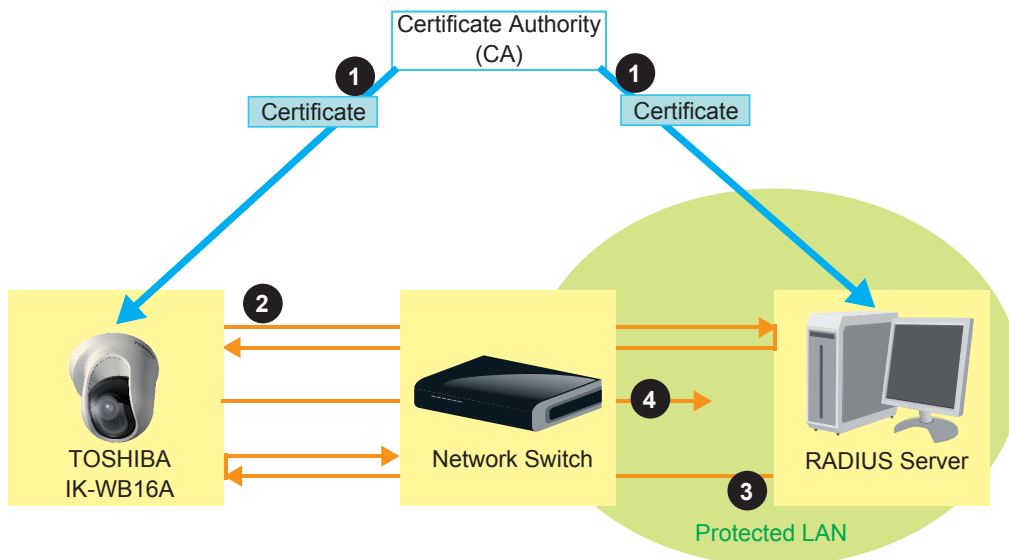 Certificate Authority
(CA)
1
1
Certificate
Certificate
2
4
TOSHIBA
IK-WB16A
Network Switch
RADIUS Server
3
Protected LAN